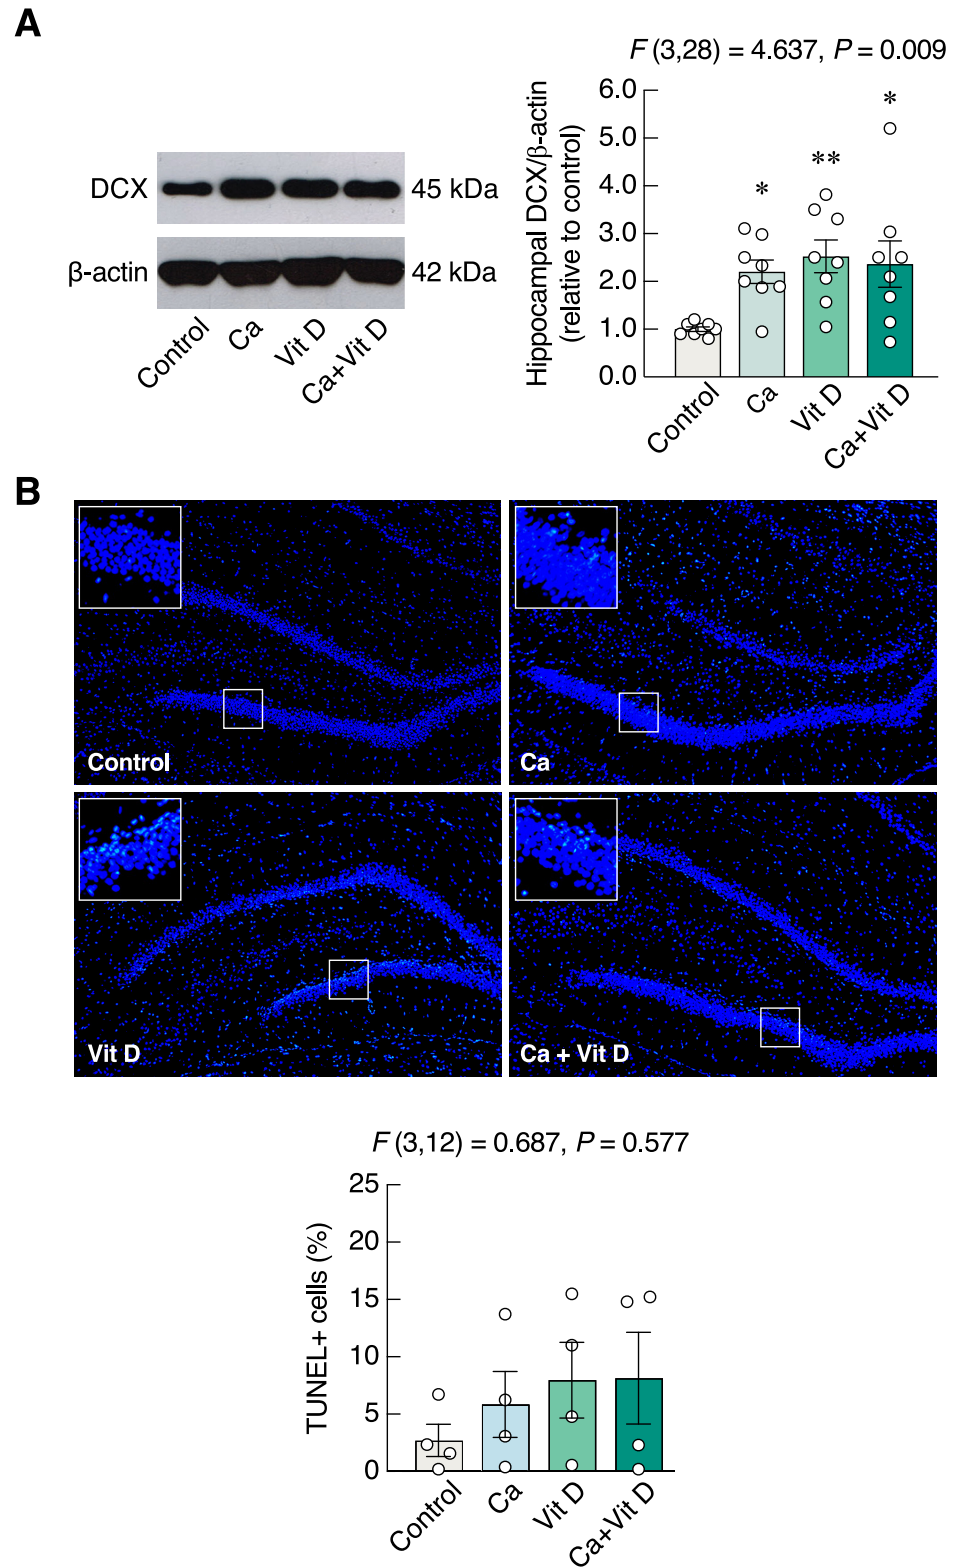 A
F (3,28) = 4.637, P = 0.009
DCX
45 kDa
β-actin
42 kDa
Control
Ca
Vit D
Ca+Vit D
Hippocampal DCX/β-actin
(relative to control)
6.0
5.0
4.0
3.0
2.0
1.0
0.0
*
**
*
Control
Ca
Vit D
Ca+Vit D
B
Control
Ca
Vit D
Ca + Vit D
F (3,12) = 0.687, P = 0.577
TUNEL+ cells (%)
25
20
15
10
5
0
Control
Ca
Vit D
Ca+Vit D